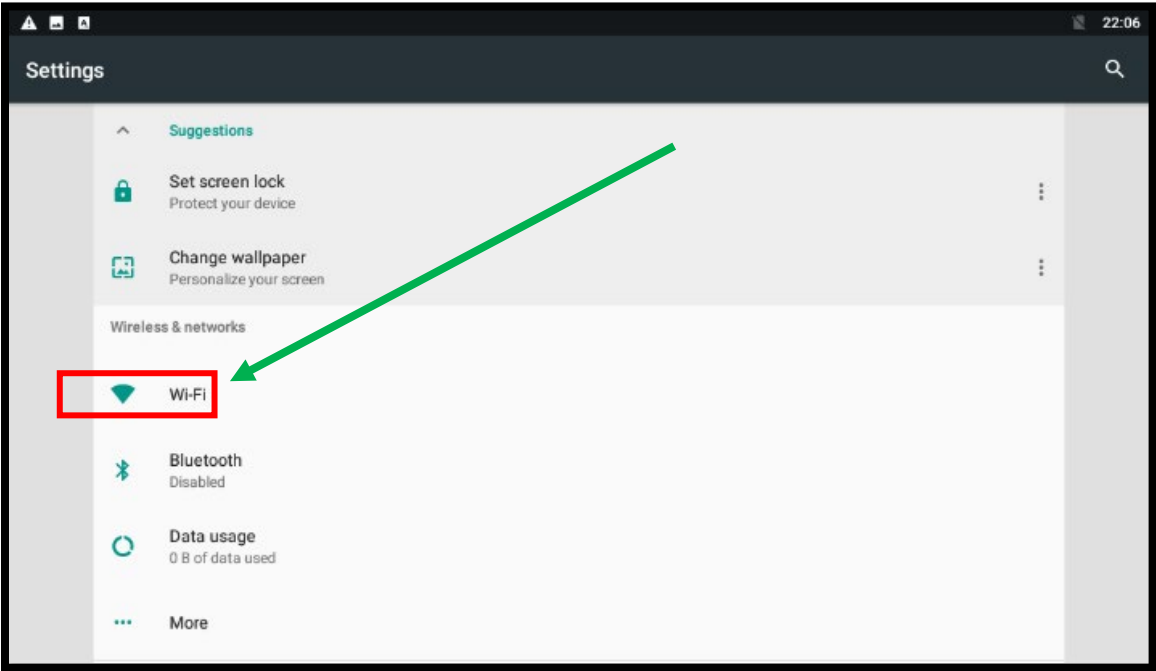 A
22:06
Settings
Suggestions
Set screen lock
Protect your device
Change wallpaper
Personalize your screen
Wireless & networks
Wi-Fi
Bluetooth
Disabled
Data usage
0 B of data used
More